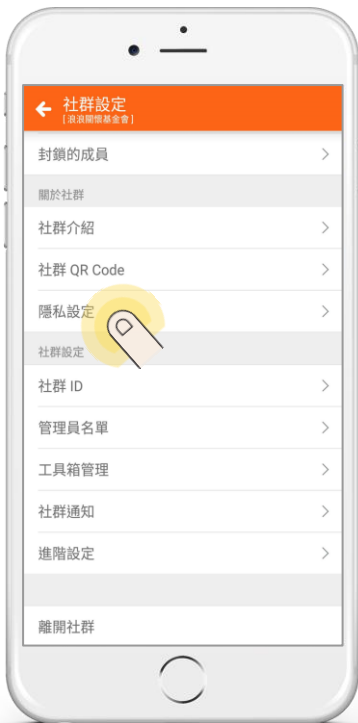 社群設定
[浪浪關懷基金會]
封鎖的成員
關於社群
社群介紹
社群 QR Code
隱私設定
社群設定
社群 ID
管理員名單
工具箱管理
社群通知
進階設定
離開社群